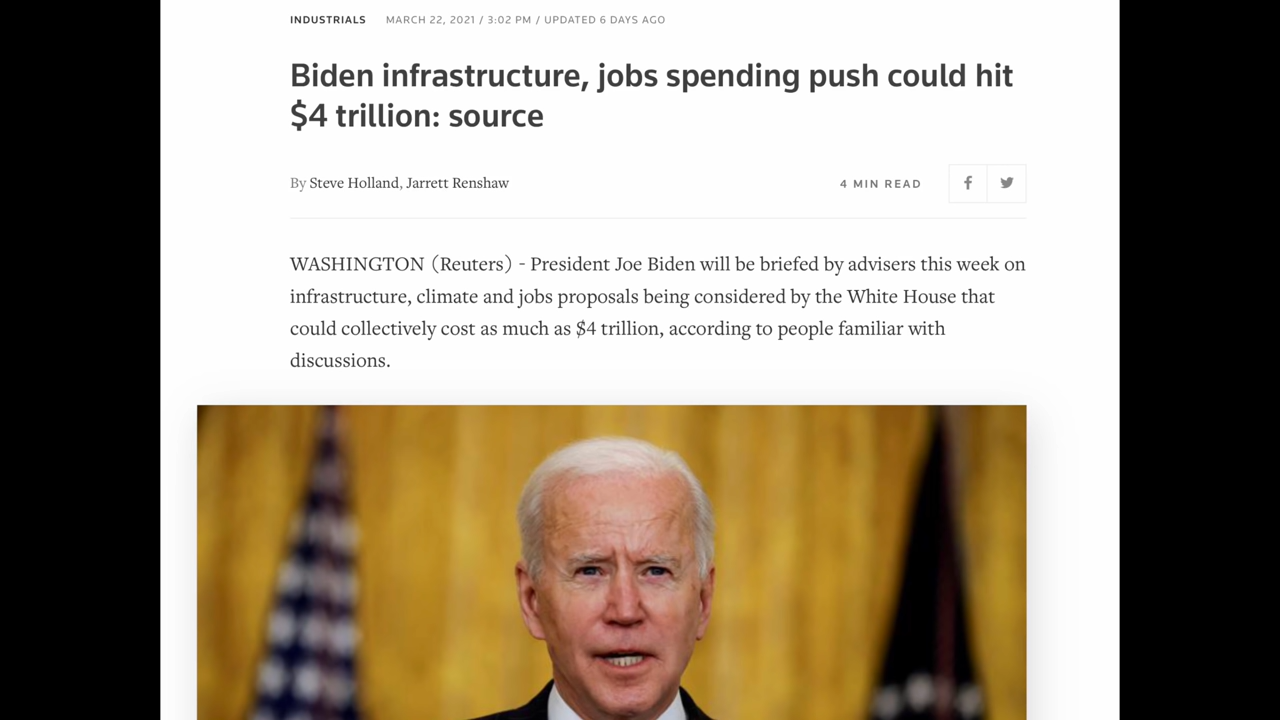 INDUSTRIALS MARCH 22, 2021 / 3:02 PM / UPDATED 6 DAYS AGO
Biden infrastructure, jobs spending push could hit
$4 trillion: source
By Steve Holland, Jarrett Renshaw
4 MIN READ
WASHINGTON (Reuters) - President Joe Biden will be briefed by advisers this week on
infrastructure, climate and jobs proposals being considered by the White House that
could collectively cost as much as $4 trillion, according to people familiar with
discussions.